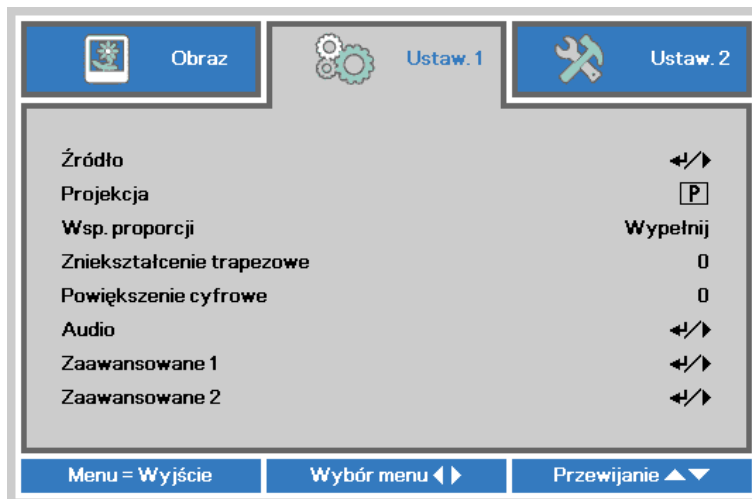 Obraz Ustaw. 1 Ustaw. 2
Źródło
Projekcja P
Wsp. proporcji Wypełnij
Zniekształcenie trapezowe 0
Powiększenie cyfrowe 0
Audio
Zaawansowane 1
Zaawansowane 2
Menu = Wyjście Wybór menu Przewijanie